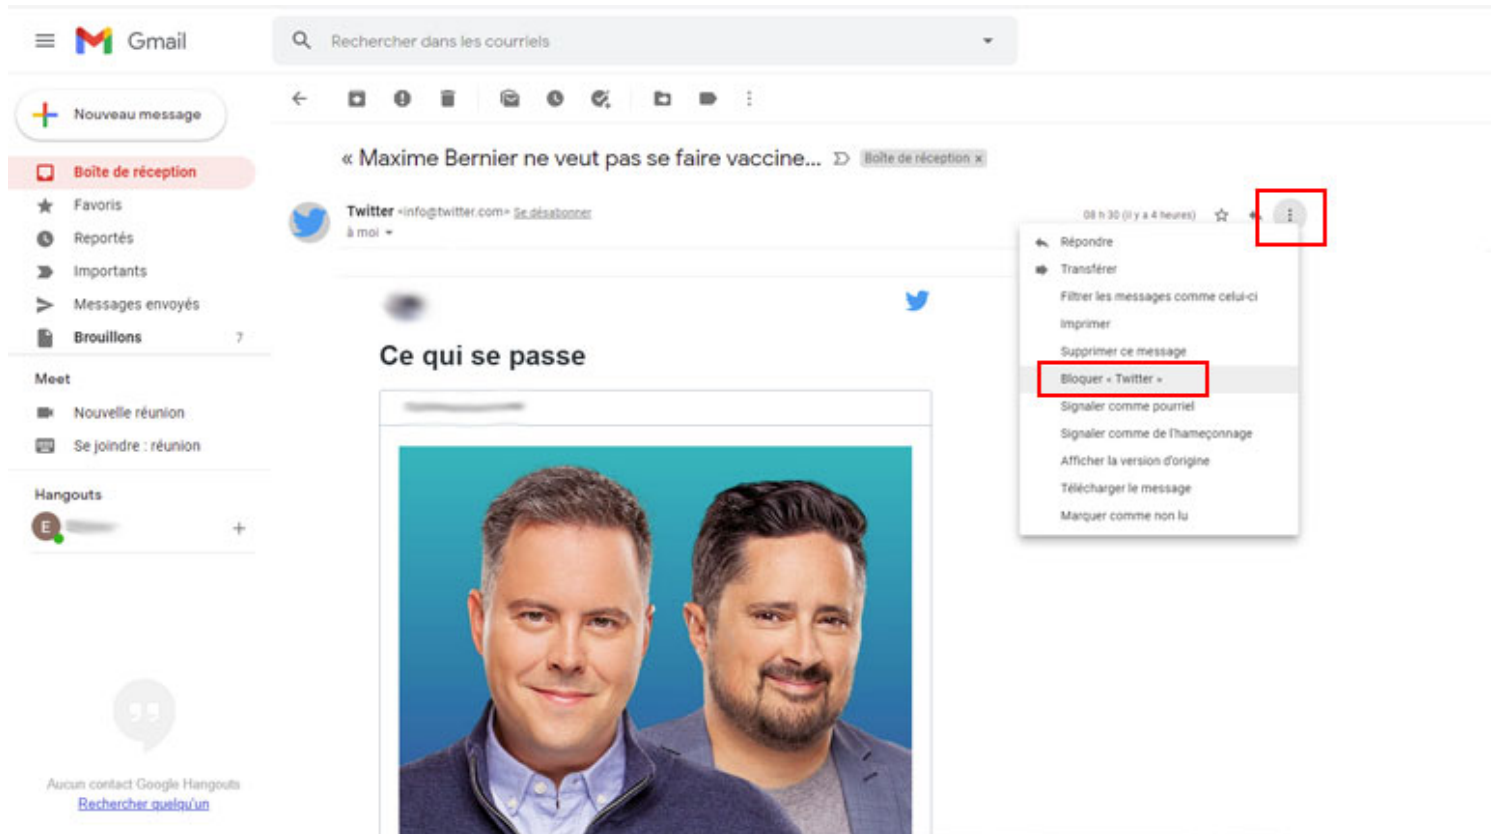 Gmail
Rechercher dans les courriels
Nouveau message
« Maxime Bernier ne veut pas se faire vaccine... Boîte de réception x
Boîte de réception
Favoris
Reportés
Importants
Messages envoyés
Brouillons 7
Meet
Nouvelle réunion
Se joindre : réunion
Hangouts
E
Aucun contact Google Hangouts
Rechercher quelqu'un
Twitter <info@twitter.com> Se désabonner
à moi
08 h 30 (il y a 4 heures)
Répondre
Transférer
Filtrer les messages comme celui-ci
Imprimer
Supprimer ce message
Bloquer « Twitter »
Signaler comme pourriel
Signaler comme de l'hameçonnage
Afficher la version d'origine
Télécharger le message
Marquer comme non lu
Ce qui se passe